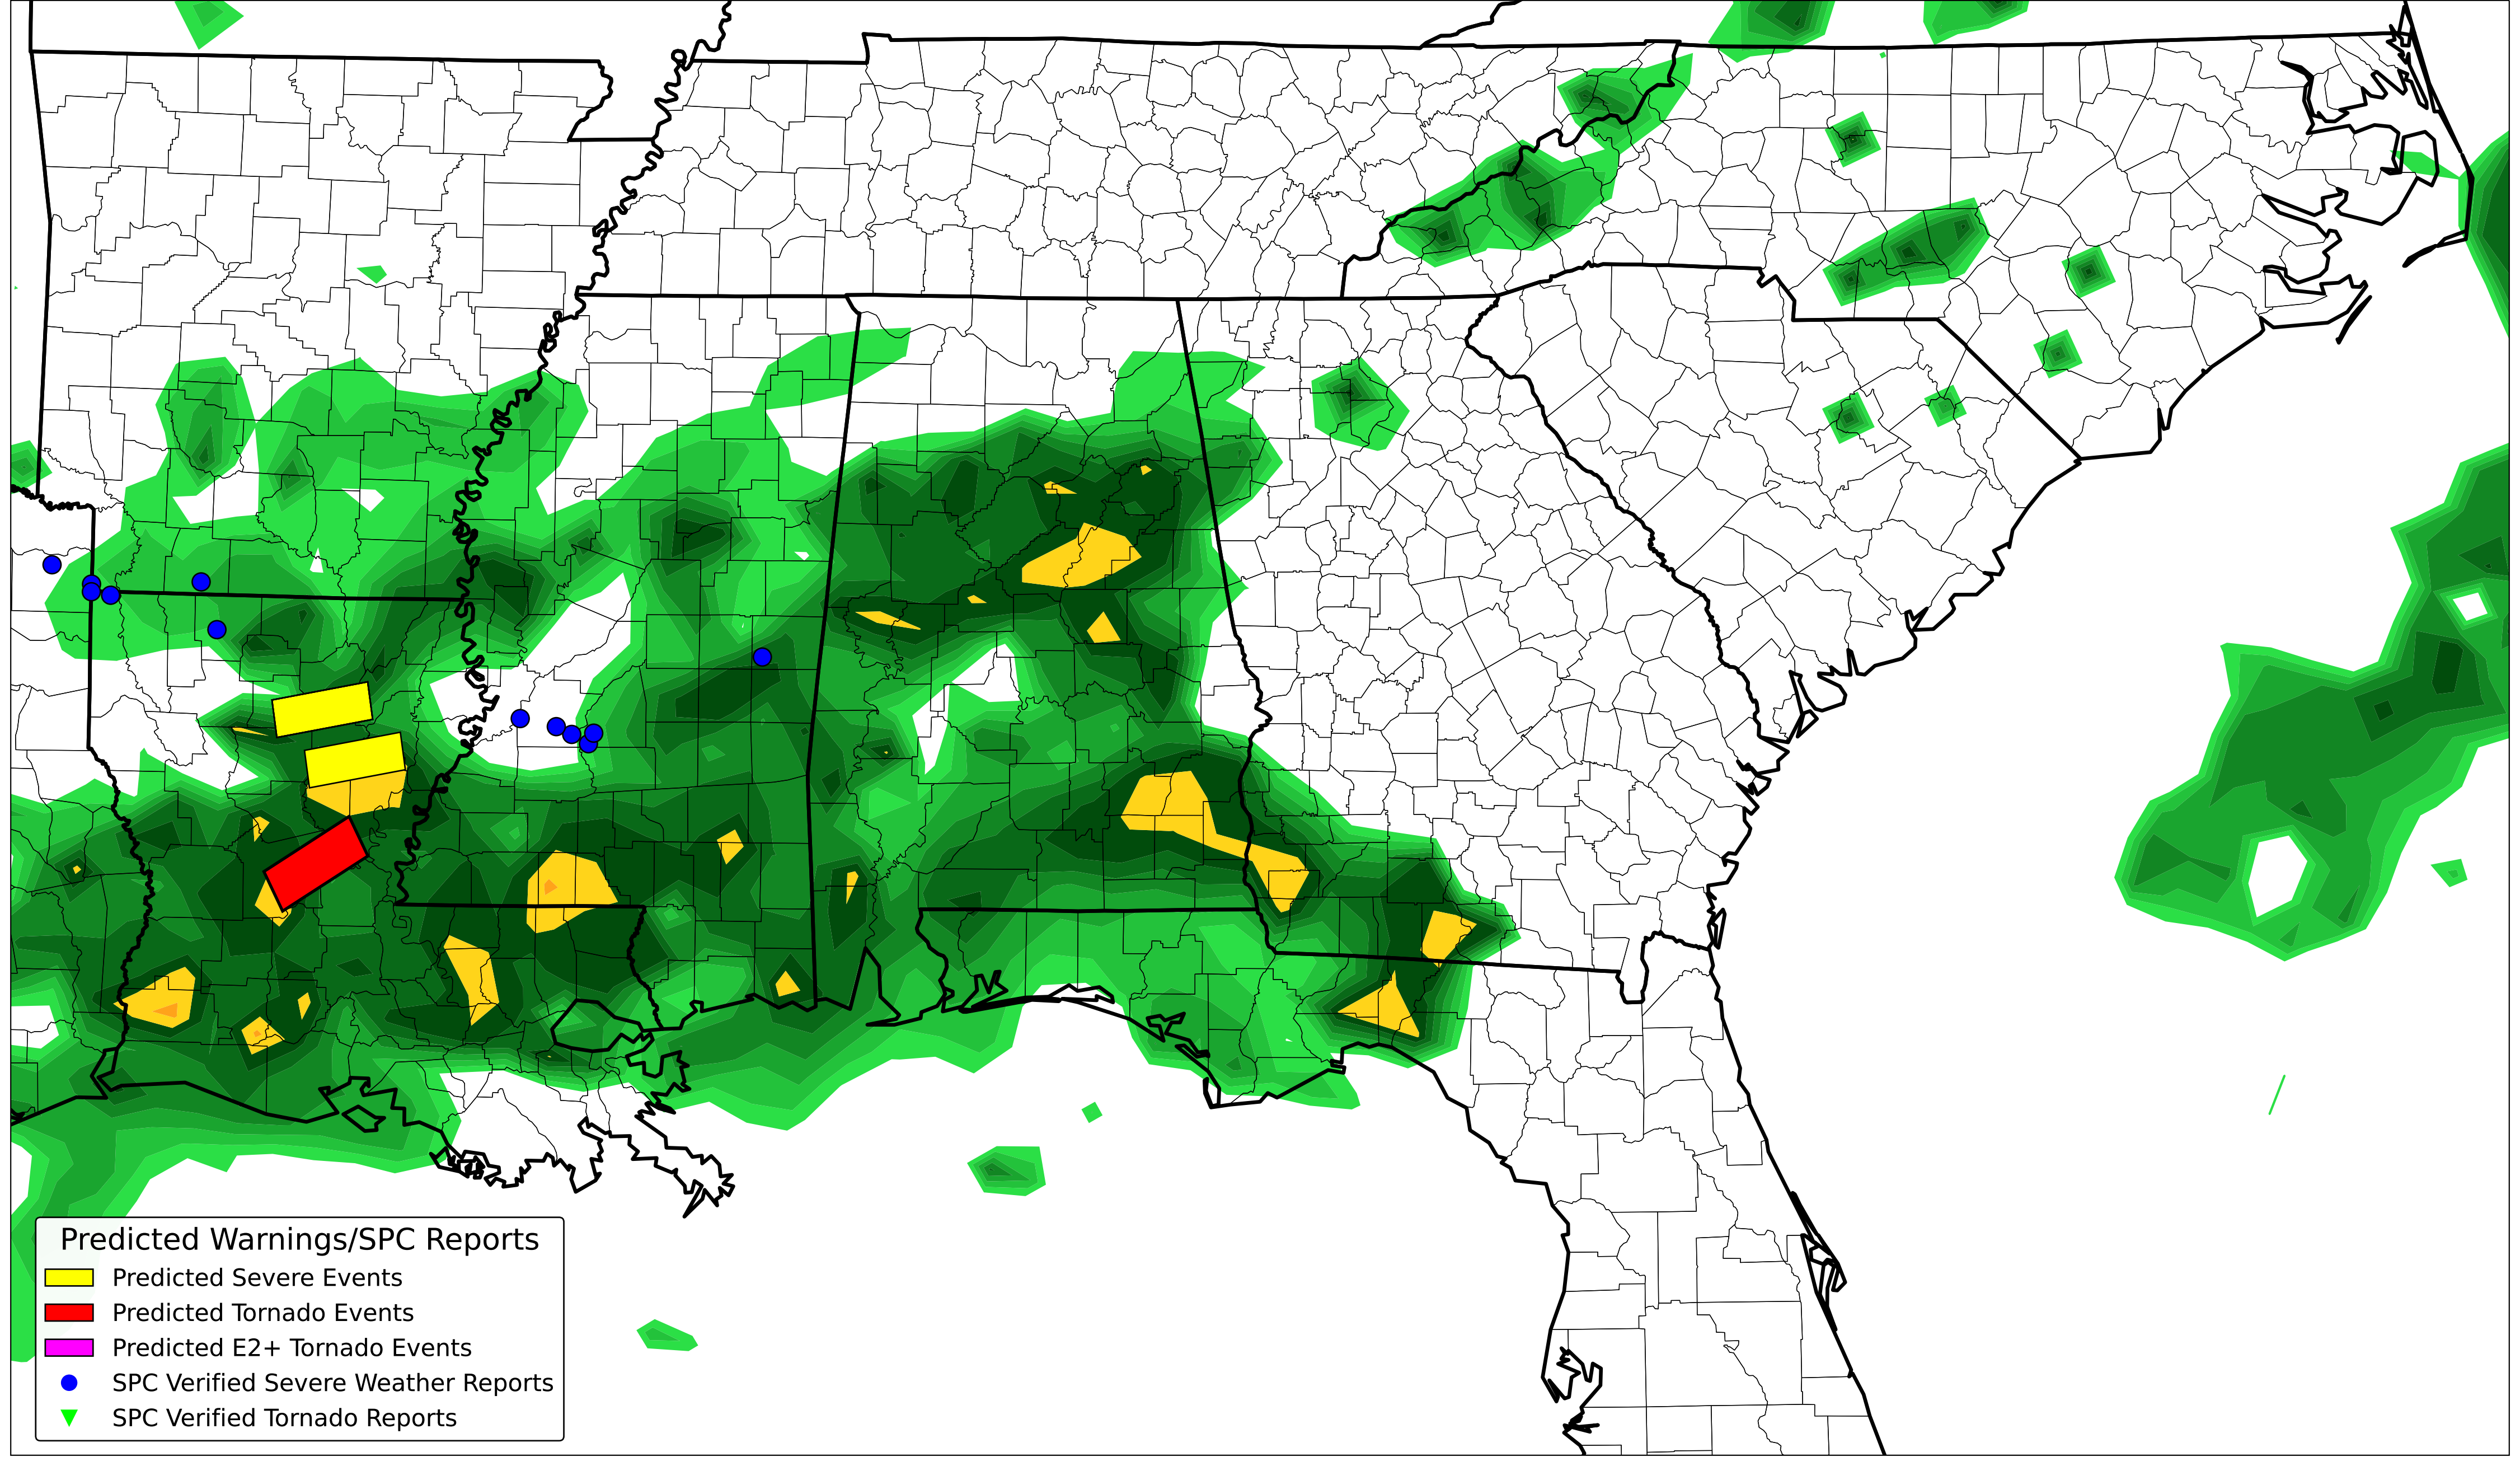 Predicted Warnings/SPC Reports
Predicted Severe Events
Predicted Tornado Events
Predicted E2+ Tornado Events
SPC Verified Severe Weather Reports
SPC Verified Tornado Reports